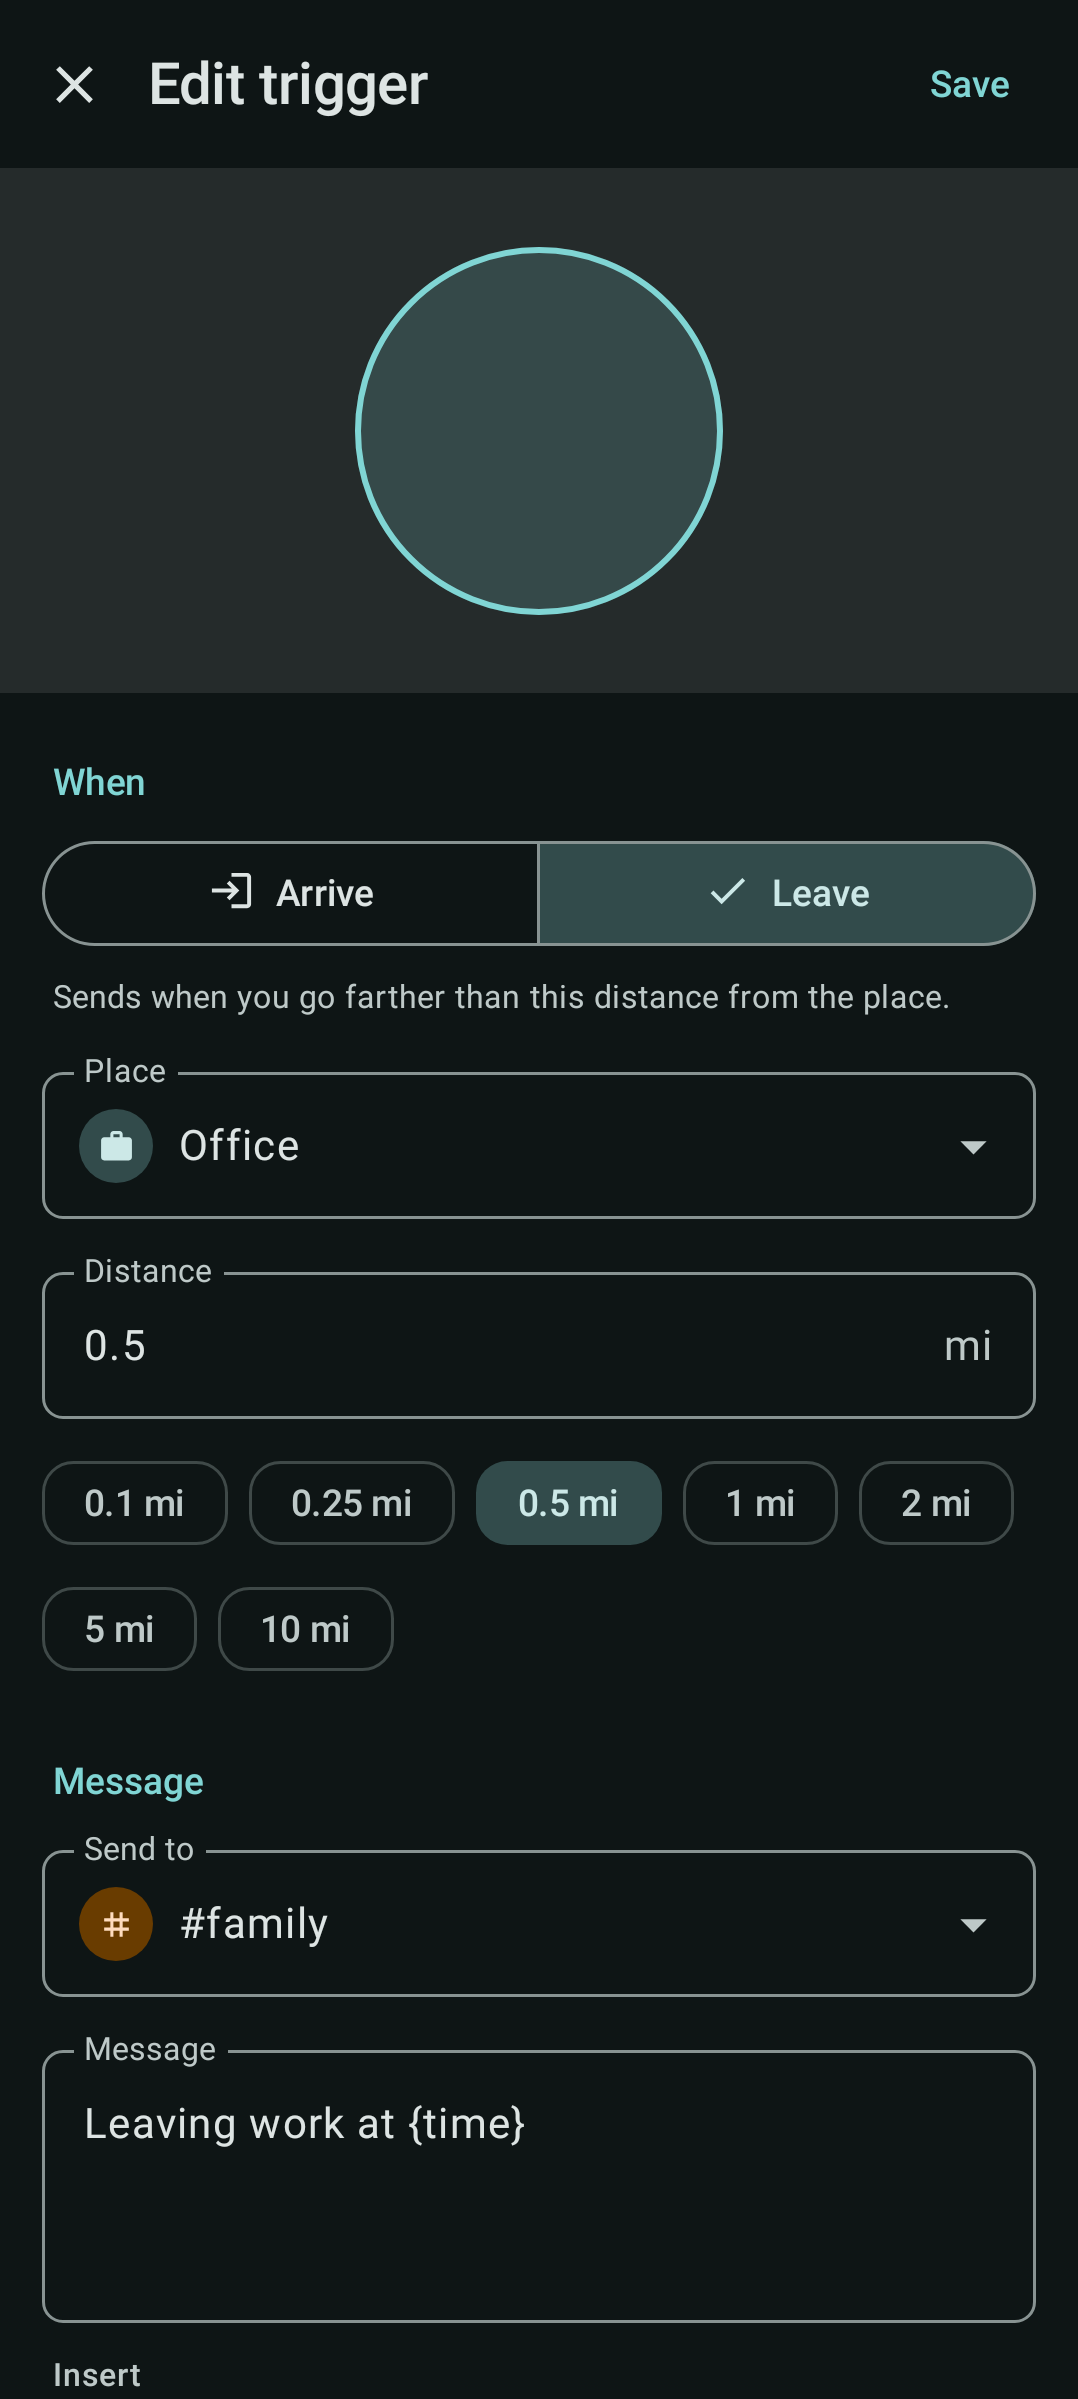 Edit trigger
Save
When
Arrive
Leave
Sends when you go farther than this distance from the place.
Place
Office
Distance
0.5
mi
0.1 mi
0.25 mi
0.5 mi
1 mi
2 mi
5 mi
10 mi
Message
Send to
#family
Message
Leaving work at {time}
Insert